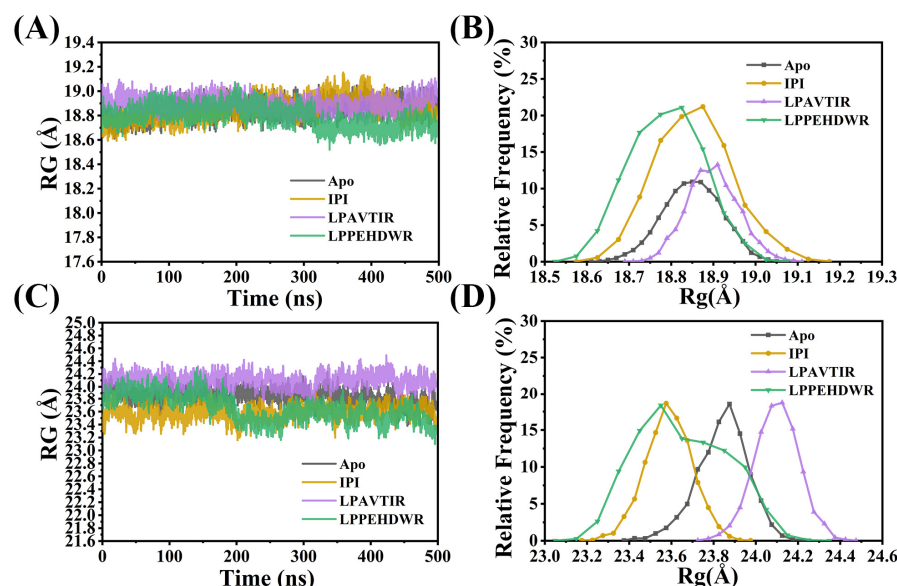 (A)
19.4
19.2
19.0
18.8
18.6
18.4
18.2
18.0
17.8
17.6
RG (Å)
Apo
IPI
LPAVTIR
LPPEHDWR
0 100 200 300 400 500
Time (ns)
(B)
30
25
20
15
10
5
0
Relative Frequency (%)
Apo
IPI
LPAVTIR
LPPEHDWR
18.5 18.6 18.7 18.8 18.9 19.0 19.1 19.2 19.3
Rg(Å)
(C)
25.0
24.8
24.6
24.4
24.2
24.0
23.8
23.6
23.4
23.2
23.0
22.8
22.6
22.4
22.2
22.0
21.8
21.6
RG (Å)
Apo
IPI
LPAVTIR
LPPEHDWR
0 100 200 300 400 500
Time (ns)
(D)
30
25
20
15
10
5
0
Relative Frequency (%)
Apo
IPI
LPAVTIR
LPPEHDWR
23.0 23.2 23.4 23.6 23.8 24.0 24.2 24.4 24.6
Rg(Å)